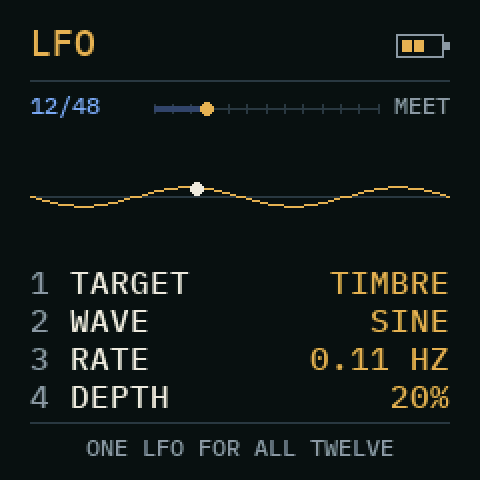 LFO
12/48 MEET
1 TARGET TIMBRE
2 WAVE SINE
3 RATE 0.11 HZ
4 DEPTH 20%
ONE LFO FOR ALL TWELVE